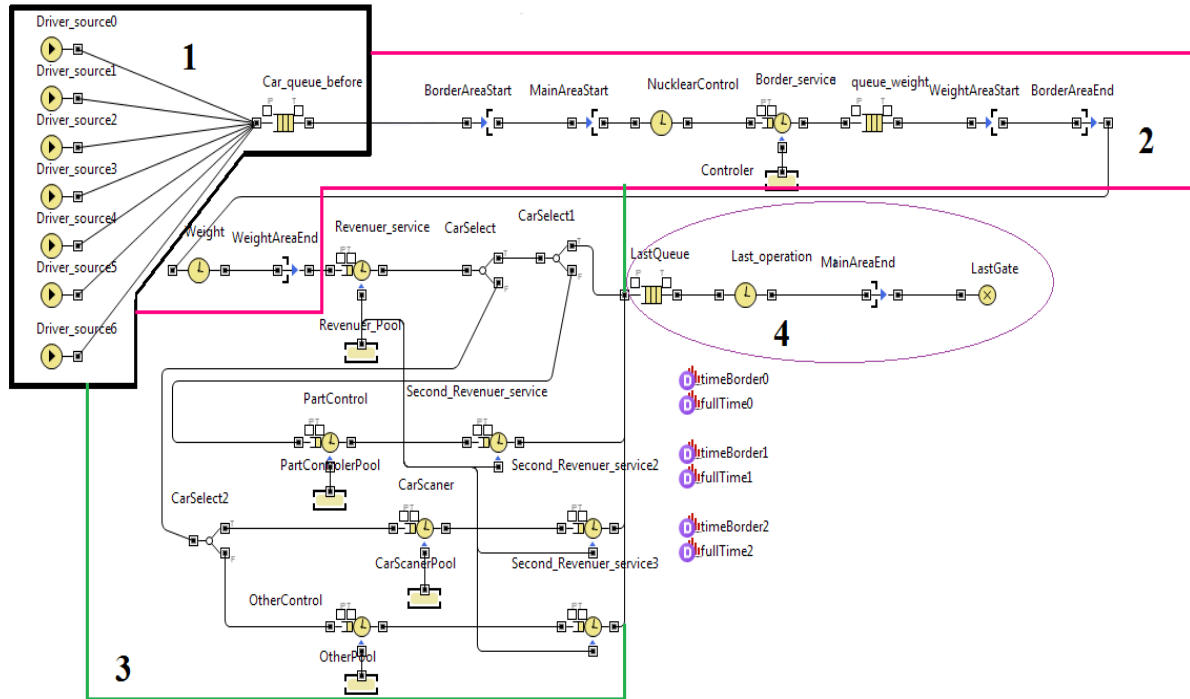 Driver_source0
1
Driver_source1
Car_queue_before
Driver_source2
Driver_source3
Driver_source4
Driver_source5
Driver_source6
BorderAreaStart
MainAreaStart
NucklearControl
Border_service
queue_weight
WeightAreaStart
BorderAreaEnd
2
Controler
Weight
WeightAreaEnd
Revenuer_service
CarSelect
CarSelect1
Revenuer_Pool
LastQueue
Last_operation
MainAreaEnd
LastGate
4
PartControl
Second_Revenuer_service
PartControlerPool
CarScaner
Second_Revenuer_service2
CarSelect2
CarScanerPool
Second_Revenuer_service3
OtherControl
OtherPool
3
timeBorder0
fullTime0
timeBorder1
fullTime1
timeBorder2
fullTime2